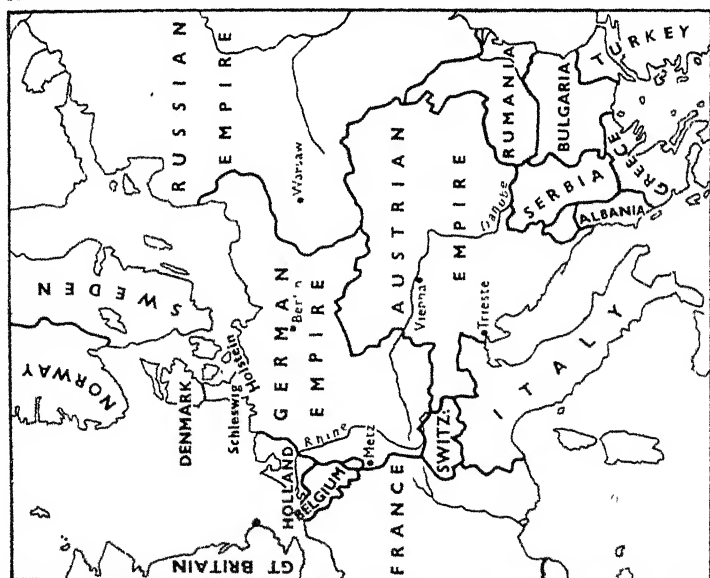 NORWAY
SWEDEN
RUSSIAN
EMPIRE
DENMARK
Schleswig
Holstein
GT BRITAIN
HOLLAND
BELGIUM
GERMAN
EMPIRE
Berlin
Warsaw
Rhine
Metz
FRANCE
SWITZ.
AUSTRIAN
EMPIRE
Vienna
Danube
Trieste
ITALY
RUMANIA
SERBIA
BULGARIA
ALBANIA
GREECE
TURKEY